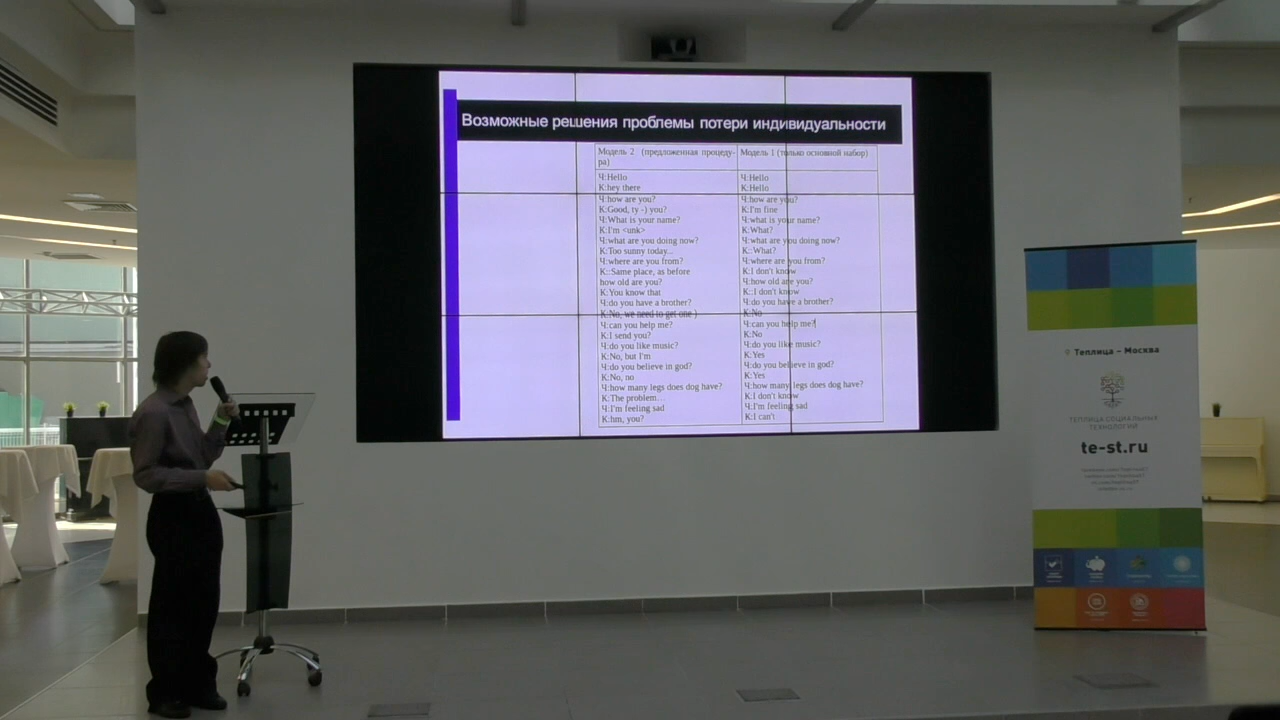 Возможные решения проблемы потери индивидуальности
Модель 2 (предложенная процеду-
ра)
Ч:Hello
К:hey there
Ч:how are you?
К:Good, ty -) you?
Ч:What is your name?
К:I'm <unk>
Ч:what are you doing now?
К:Too sunny today...
Ч:where are you from?
К::Same place, as before
how old are you?
К:You know that
Ч:do you have a brother?
К:No, we need to get one )
Ч:can you help me?
К:I send you?
Ч:do you like music?
К:No, but I'm
Ч:do you believe in god?
К:No, no
Ч:how many legs does dog have?
К:The problem...
Ч:I'm feeling sad
К:hm, you?
Модель 1 (только основной набор)
Ч:Hello
К:Hello
Ч:how are you?
К:I'm fine
Ч:what is your name?
К:What?
Ч:what are you doing now?
К::What?
Ч:where are you from?
К:I don't know
Ч:how old are you?
К::I don't know
Ч:do you have a brother?
К:No
Ч:can you help me?
К:No
Ч:do you like music?
К:Yes
Ч:do you believe in god?
К:Yes
Ч:how many legs does dog have?
К:I don't know
Ч:I'm feeling sad
К:I can't
Теплица – Москва
ТЕПЛИЦА СОЦИАЛЬНЫХ
ТЕХНОЛОГИЙ
te-st.ru